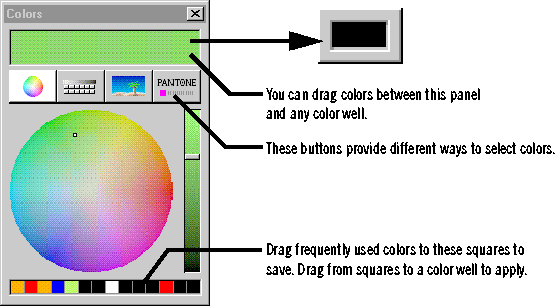 Colors
PANTONE
You can drag colors between this panel
and any color well.
These buttons provide different ways to select colors.
Drag frequently used colors to these squares to
save. Drag from squares to a color well to apply.